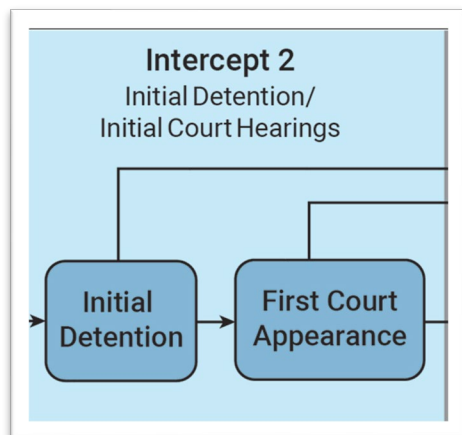 Intercept 2
Initial Detention/
Initial Court Hearings
Initial
Detention
First Court
Appearance